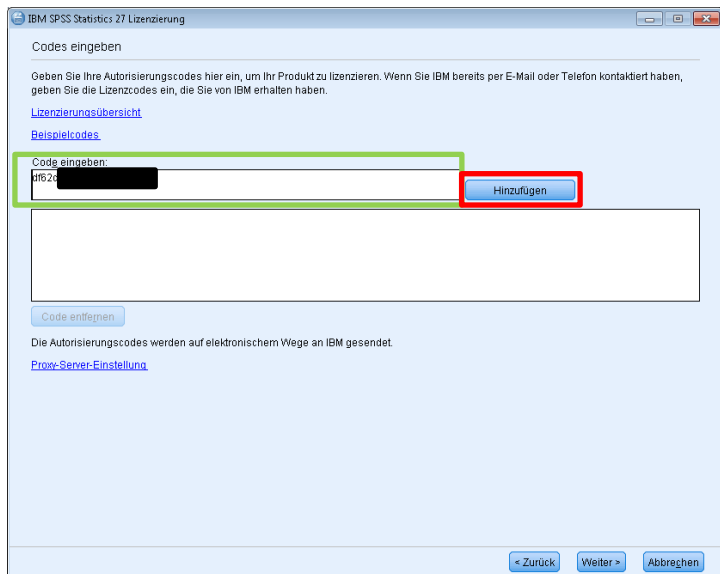 IBM SPSS Statistics 27 Lizenzierung
Codes eingeben
Geben Sie Ihre Autorisierungscodes hier ein, um Ihr Produkt zu lizenzieren. Wenn Sie IBM bereits per E-Mail oder Telefon kontaktiert haben,
geben Sie die Lizenzcodes ein, die Sie von IBM erhalten haben.
Lizenzierungsübersicht
Beispielcodes
Code eingeben:
df62c
Hinzufügen
Code entfernen
Die Autorisierungscodes werden auf elektronischem Wege an IBM gesendet.
Proxy-Server-Einstellung
< Zurück Weiter > Abbrechen